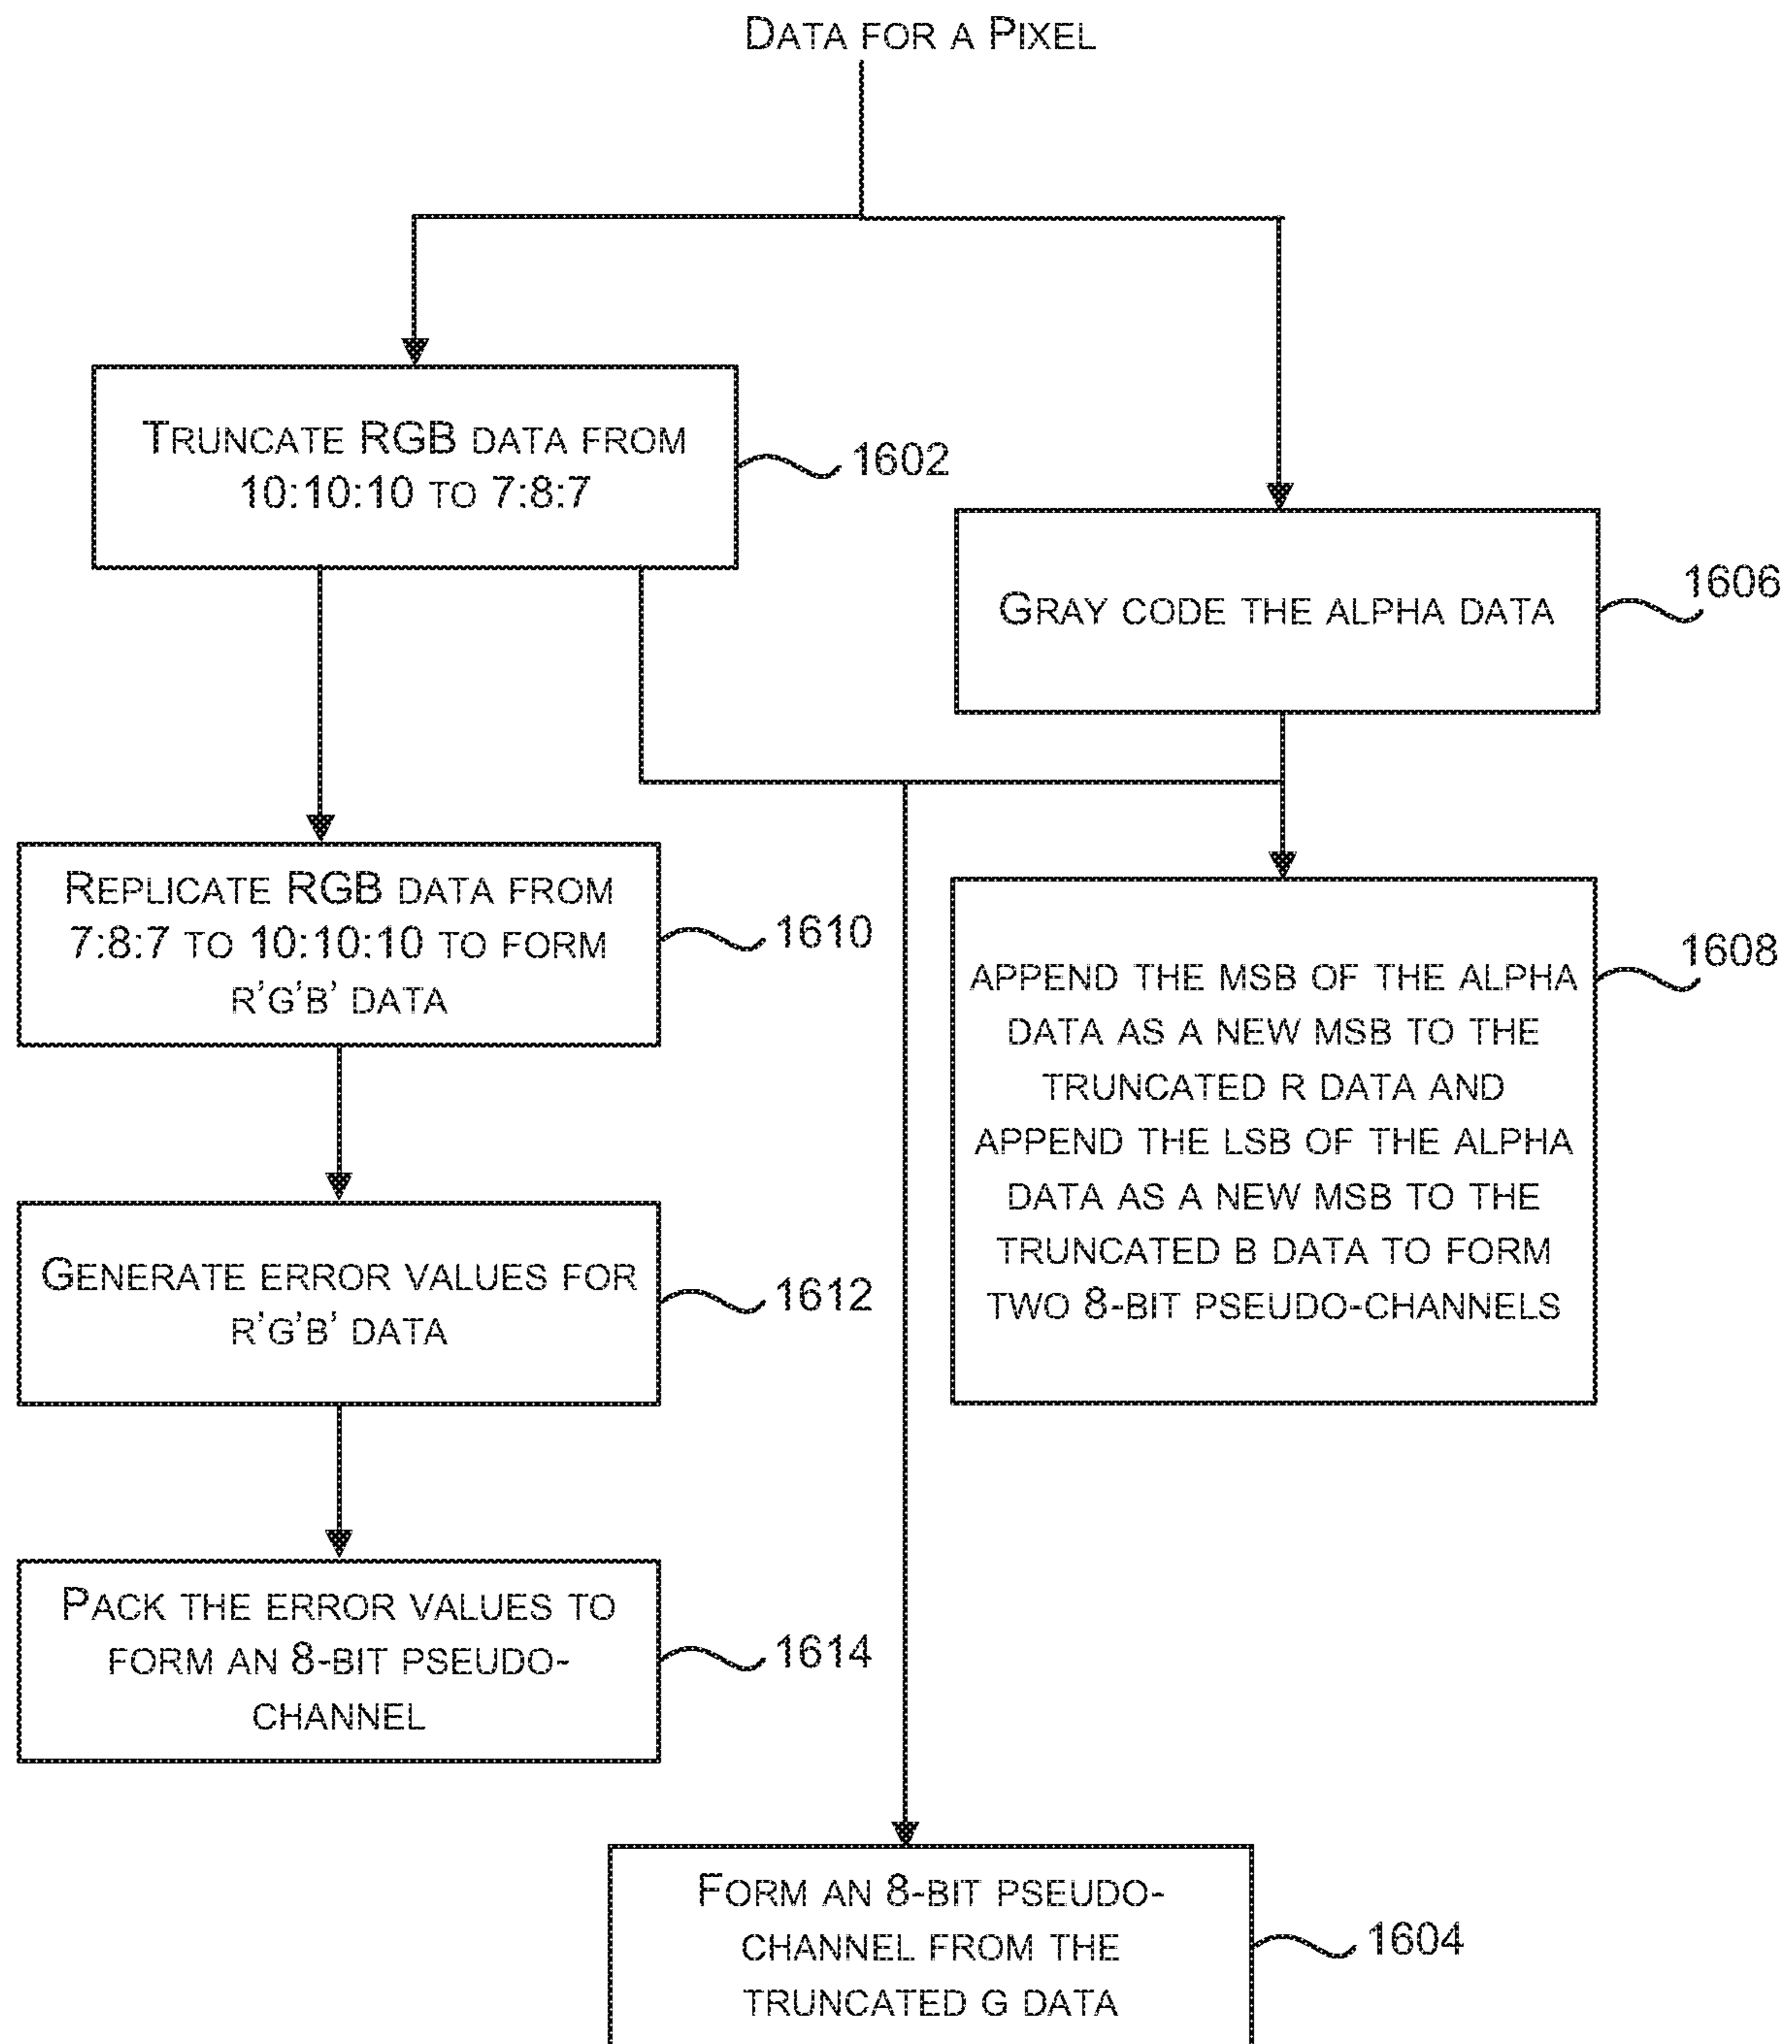 DATA FOR A PIXEL
TRUNCATE RGB DATA FROM
10:10:10 TO 7:8:7
1602
GRAY CODE THE ALPHA DATA
1606
REPLICATE RGB DATA FROM
7:8:7 TO 10:10:10 TO FORM
R'G'B' DATA
1610
APPEND THE MSB OF THE ALPHA
DATA AS A NEW MSB TO THE
TRUNCATED R DATA AND
APPEND THE LSB OF THE ALPHA
DATA AS A NEW MSB TO THE
TRUNCATED B DATA TO FORM
TWO 8-BIT PSEUDO-CHANNELS
1608
GENERATE ERROR VALUES FOR
R'G'B' DATA
1612
PACK THE ERROR VALUES TO
FORM AN 8-BIT PSEUDO-
CHANNEL
1614
FORM AN 8-BIT PSEUDO-
CHANNEL FROM THE
TRUNCATED G DATA
1604